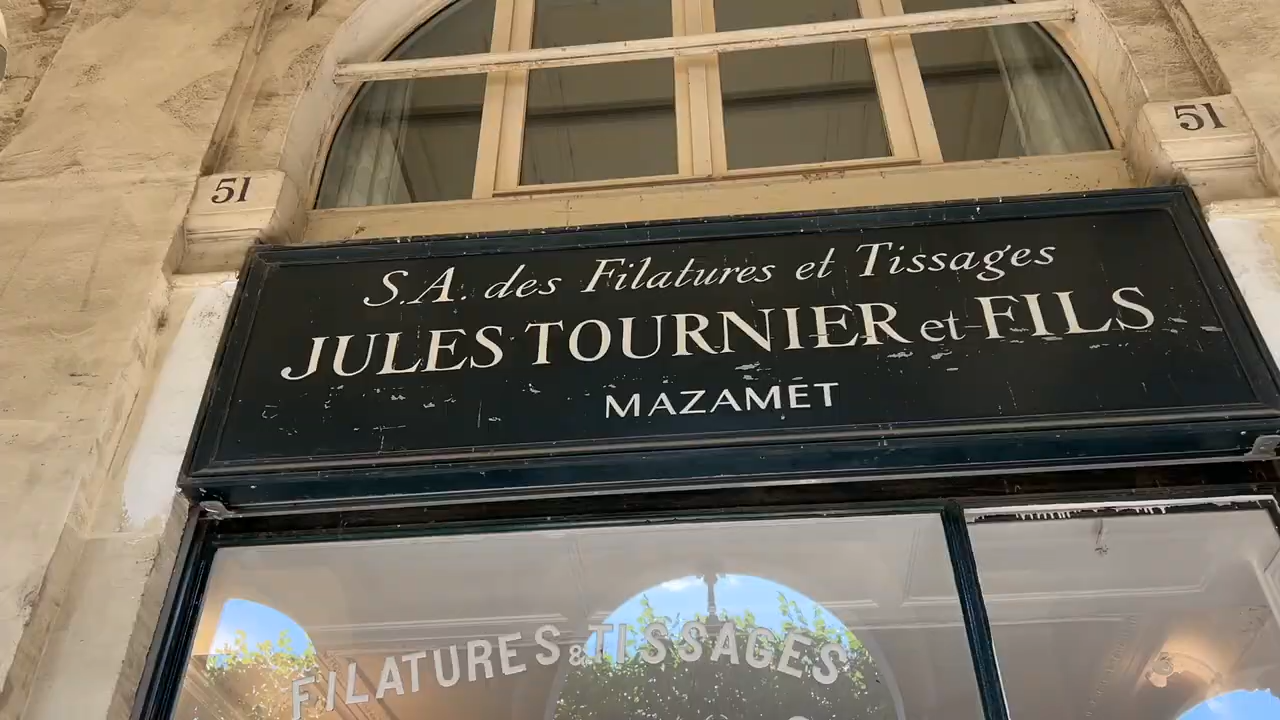 51
51
S.A. des Filatures et Tissages
JULES TOURNIER et FILS
MAZAMET
FILATURES & TISSAGES